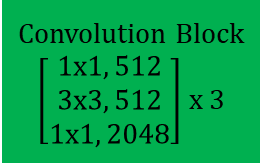 Convolution Block
1x1, 512
3x3, 512 x 3
1x1, 2048